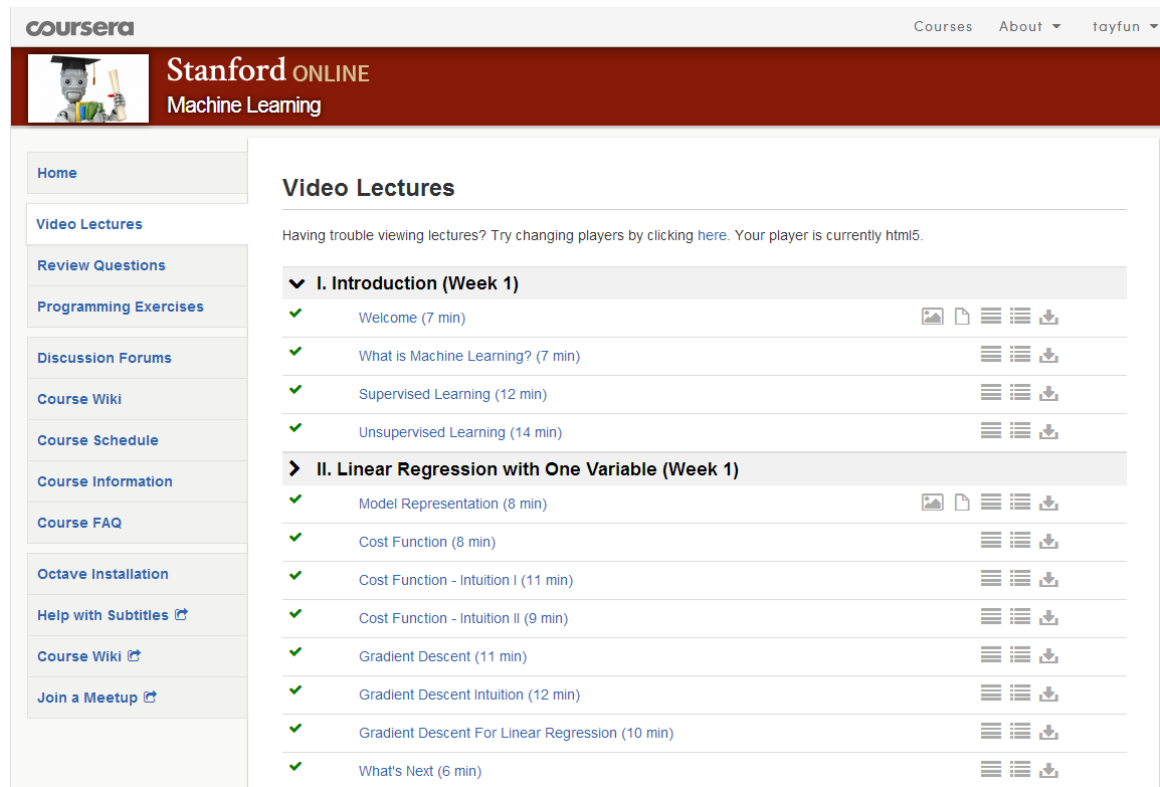 coursera
Courses About tayfun
Stanford ONLINE
Machine Learning
Home
Video Lectures
Review Questions
Programming Exercises
Discussion Forums
Course Wiki
Course Schedule
Course Information
Course FAQ
Octave Installation
Help with Subtitles
Course Wiki
Join a Meetup
Video Lectures
Having trouble viewing lectures? Try changing players by clicking here. Your player is currently html5.
I. Introduction (Week 1)
Welcome (7 min)
What is Machine Learning? (7 min)
Supervised Learning (12 min)
Unsupervised Learning (14 min)
II. Linear Regression with One Variable (Week 1)
Model Representation (8 min)
Cost Function (8 min)
Cost Function - Intuition I (11 min)
Cost Function - Intuition II (9 min)
Gradient Descent (11 min)
Gradient Descent Intuition (12 min)
Gradient Descent For Linear Regression (10 min)
What's Next (6 min)